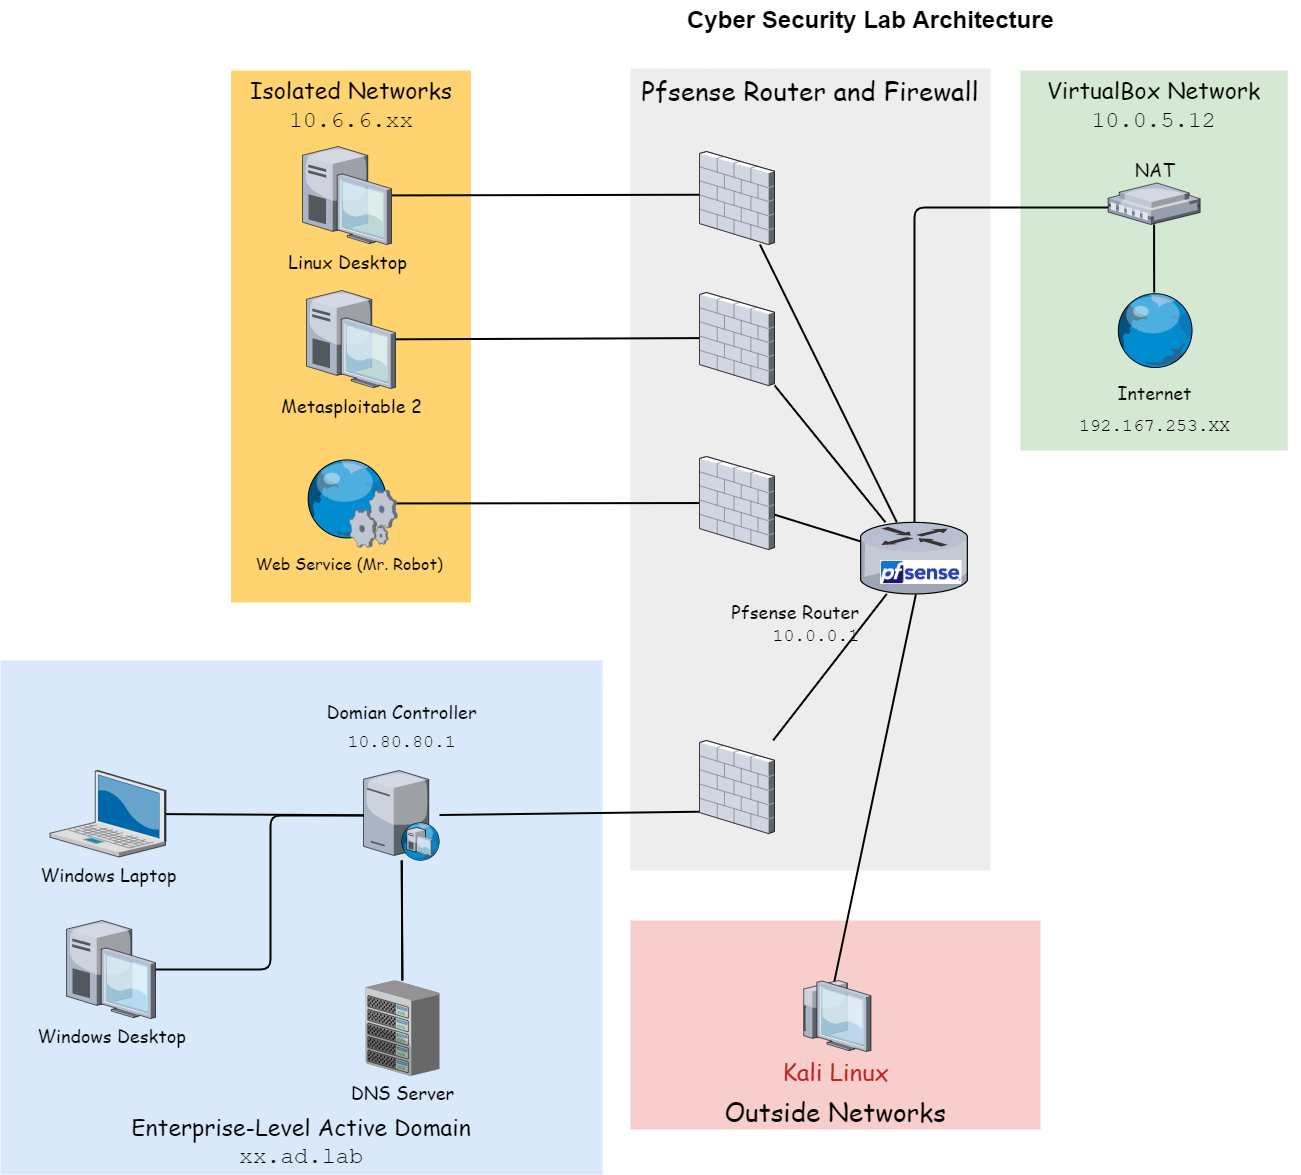 Cyber Security Lab Architecture
Isolated Networks
10.6.6.xx
Linux Desktop
Metasploitable 2
Web Service (Mr. Robot)
Pfsense Router and Firewall
pfsense
Pfsense Router
10.0.0.1
VirtualBox Network
10.0.5.12
NAT
Internet
192.167.253.XX
Domian Controller
10.80.80.1
Windows Laptop
Windows Desktop
DNS Server
Enterprise-Level Active Domain
xx.ad.lab
Kali Linux
Outside Networks